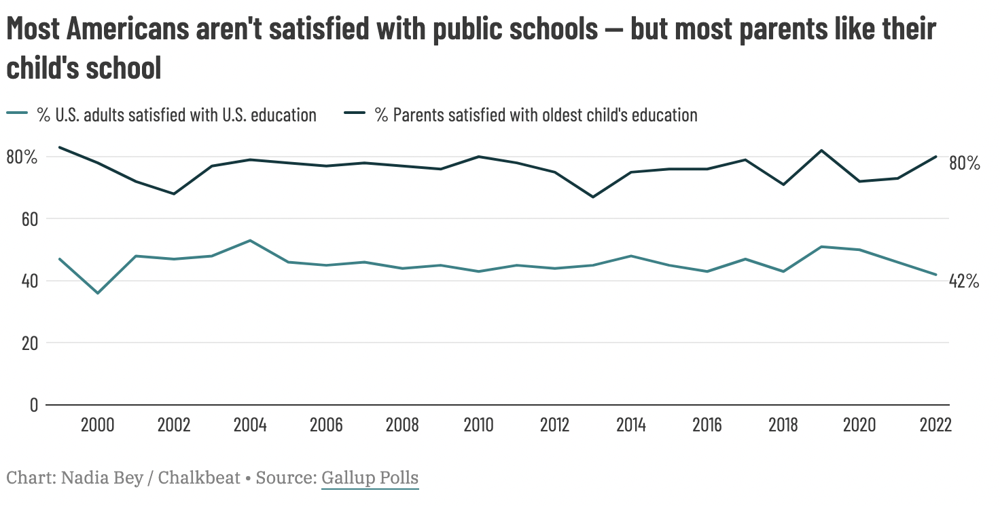 Most Americans aren't satisfied with public schools — but most parents like their
child's school
% U.S. adults satisfied with U.S. education % Parents satisfied with oldest child's education
80%
80%
60
40
42%
20
0
2000 2002 2004 2006 2008 2010 2012 2014 2016 2018 2020 2022
Chart: Nadia Bey / Chalkbeat • Source: Gallup Polls